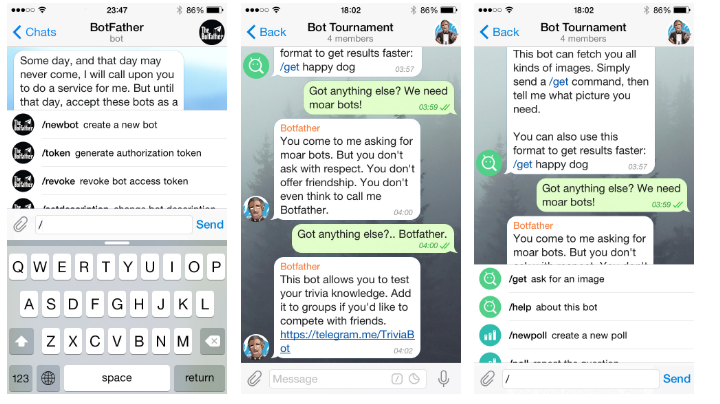 23:47
86%
Chats
BotFather
bot
Some day, and that day may
never come, I will call upon you
to do a service for me. But until
that day, accept these bots as a
/newbot create a new bot
/token generate authorization token
/revoke revoke bot access token
/
Send
Q W E R T Y U I O P
A S D F G H J K L
Z X C V B N M
123
space
return
18:02
86%
Back
Bot Tournament
4 members
format to get results faster:
/get happy dog
03:57
Got anything else? We need
moar bots!
03:59
Botfather
You come to me asking for
moar bots. But you don't
ask with respect. You don't
offer friendship. You don't
even think to call me
Botfather.
04:00
Got anything else?.. Botfather.
04:00
Botfather
This bot allows you to test
your trivia knowledge. Add
it to groups if you'd like to
compete with friends.
https://telegram.me/TriviaB
ot
04:02
Message
18:02
86%
Back
Bot Tournament
4 members
This bot can fetch you all
kinds of images. Simply
send a /get command, then
tell me what picture you
need.
You can also use this
format to get results faster:
/get happy dog
03:57
Got anything else? We need
moar bots!
03:59
Botfather
You come to me asking for
moar bots. But you don't
/get ask for an image
/help about this bot
/newpoll create a new poll
/
Send